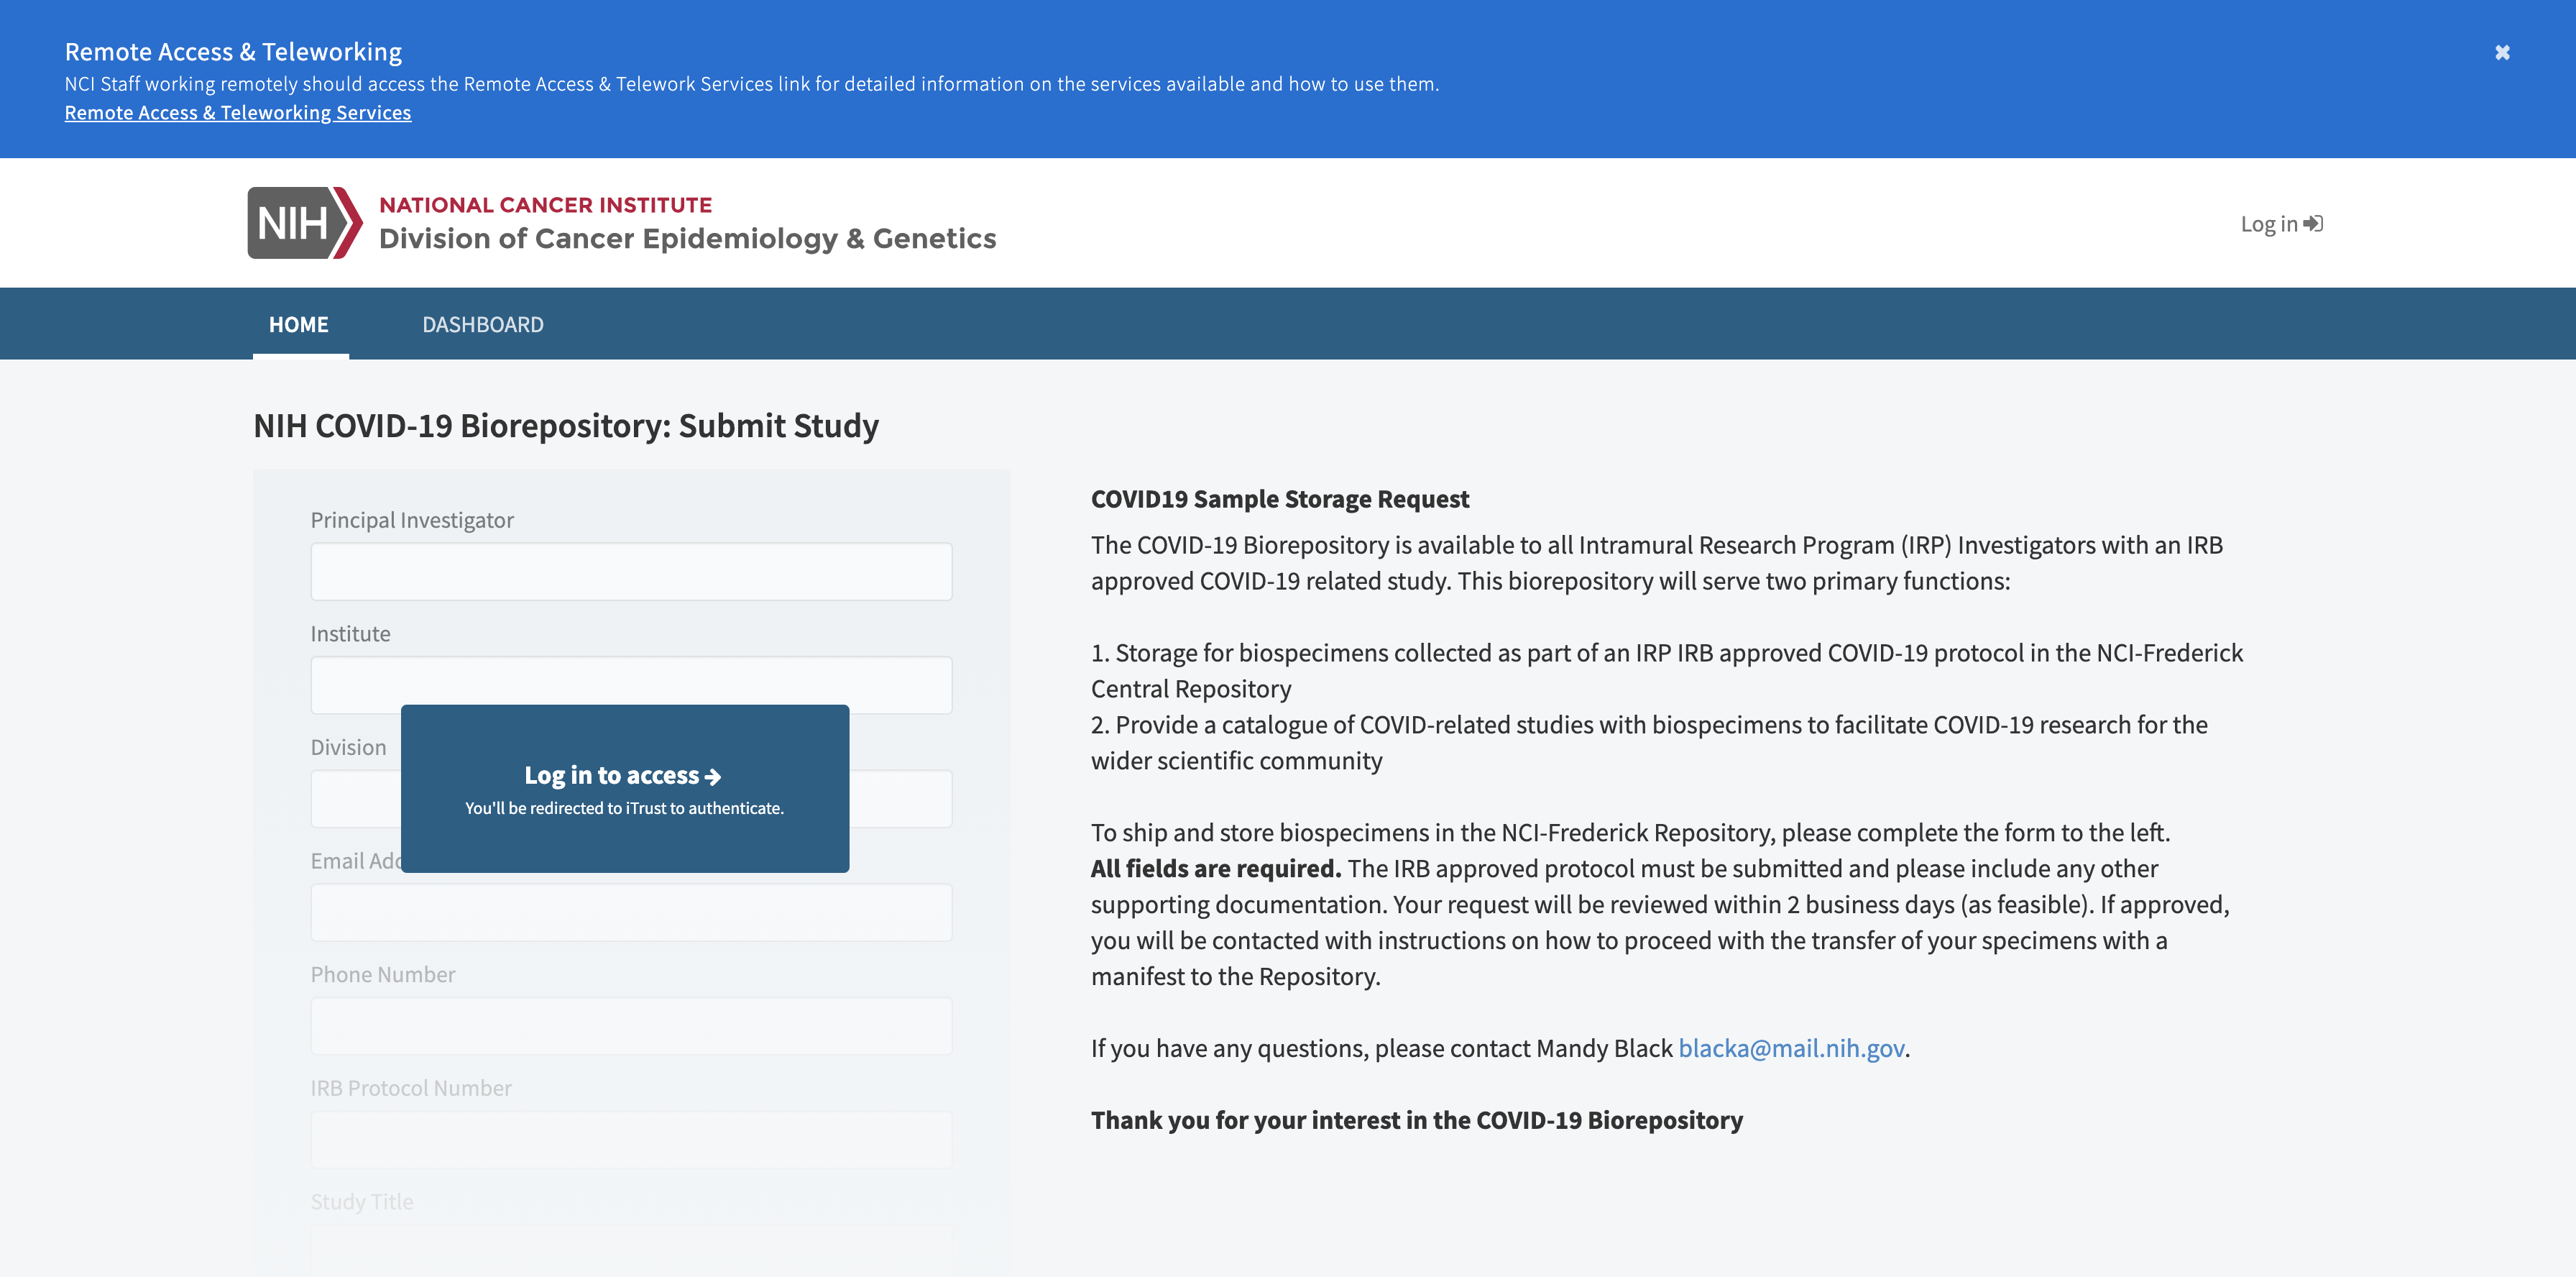 Remote Access & Teleworking
NCI Staff working remotely should access the Remote Access & Telework Services link for detailed information on the services available and how to use them.
Remote Access & Teleworking Services
NIH
NATIONAL CANCER INSTITUTE
Division of Cancer Epidemiology & Genetics
Log in
HOME
DASHBOARD
NIH COVID-19 Biorepository: Submit Study
Principal Investigator
Institute
Division
Log in to access
You'll be redirected to iTrust to authenticate.
Email Add
Phone Number
IRB Protocol Number
Study Title
COVID19 Sample Storage Request
The COVID-19 Biorepository is available to all Intramural Research Program (IRP) Investigators with an IRB
approved COVID-19 related study. This biorepository will serve two primary functions:
1. Storage for biospecimens collected as part of an IRP IRB approved COVID-19 protocol in the NCI-Frederick
Central Repository
2. Provide a catalogue of COVID-related studies with biospecimens to facilitate COVID-19 research for the
wider scientific community
To ship and store biospecimens in the NCI-Frederick Repository, please complete the form to the left.
All fields are required. The IRB approved protocol must be submitted and please include any other
supporting documentation. Your request will be reviewed within 2 business days (as feasible). If approved,
you will be contacted with instructions on how to proceed with the transfer of your specimens with a
manifest to the Repository.
If you have any questions, please contact Mandy Black blacka@mail.nih.gov.
Thank you for your interest in the COVID-19 Biorepository